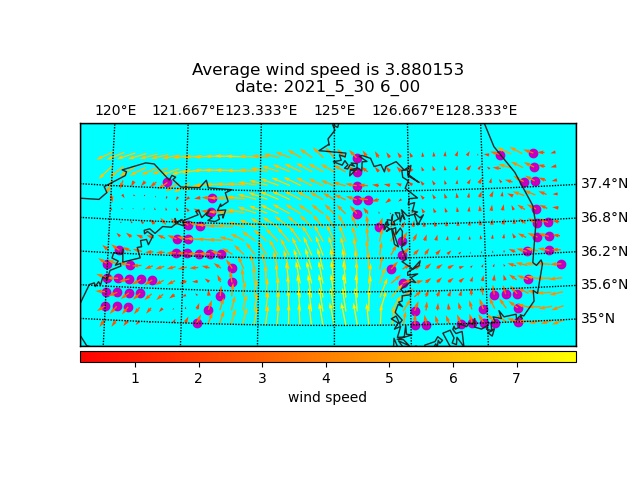 Average wind speed is 3.880153
date: 2021_5_30 6_00
120°E 121.667°E 123.333°E 125°E 126.667°E 128.333°E
37.4°N
36.8°N
36.2°N
35.6°N
35°N
1 2 3 4 5 6 7
wind speed